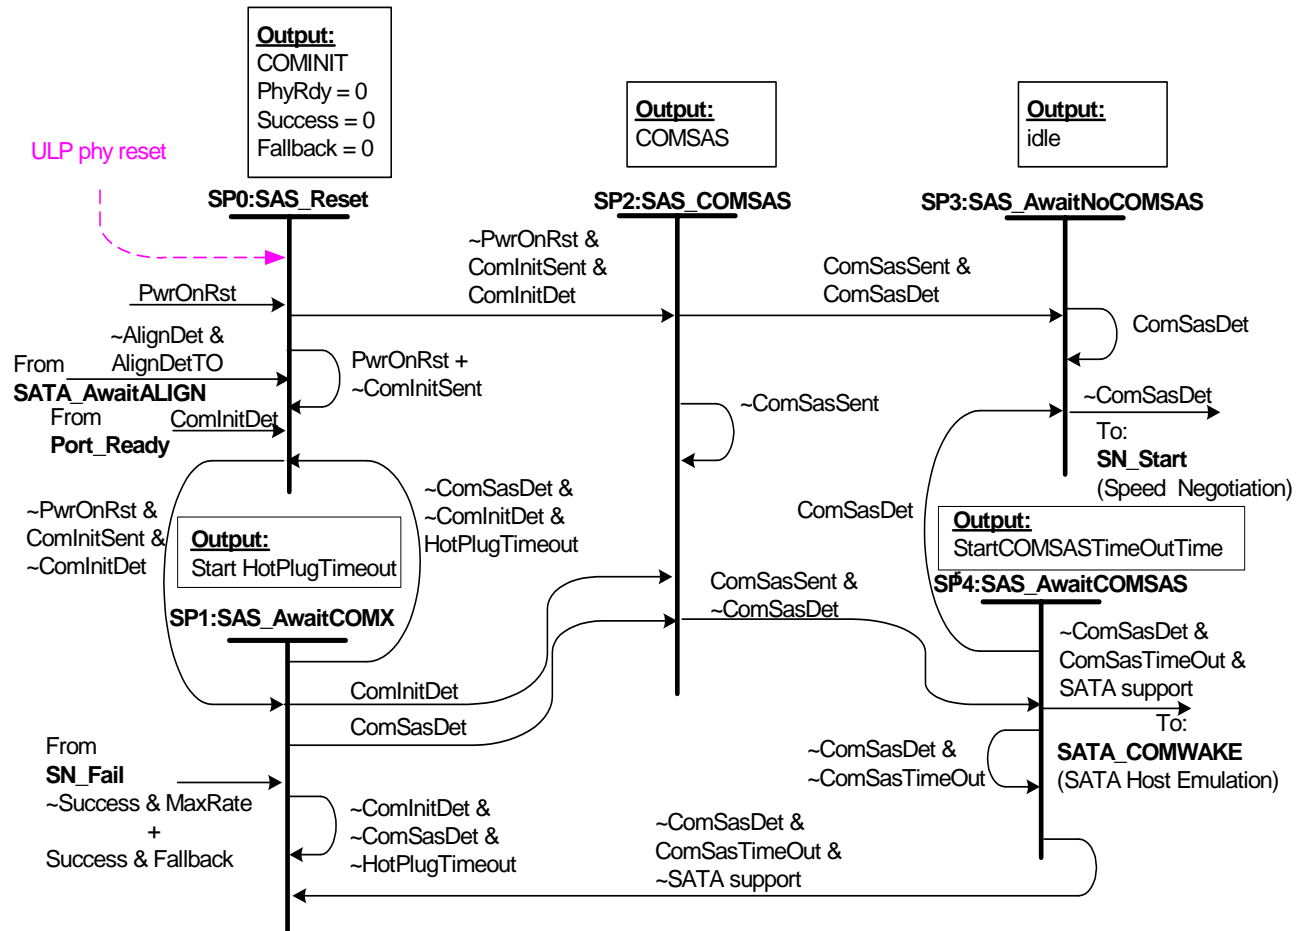 Output:
COMINIT
PhyRdy = 0
Success = 0
Fallback = 0
Output:
COMSAS
Output:
idle
ULP phy reset
SP0:SAS_Reset
SP2:SAS_COMSAS
SP3:SAS_AwaitNoCOMSAS
~PwrOnRst &
ComInitSent &
ComInitDet
ComSasSent &
ComSasDet
PwrOnRst
ComSasDet
~AlignDet &
AlignDetTO
From
SATA_AwaitALIGN
PwrOnRst +
~ComInitSent
~ComSasSent
~ComSasDet
From
Port_Ready
ComInitDet
To:
SN_Start
(Speed Negotiation)
~PwrOnRst &
ComInitSent &
~ComInitDet
~ComSasDet &
~ComInitDet &
HotPlugTimeout
ComSasDet
Output:
Start HotPlugTimeout
Output:
StartCOMSASTimeOutTime
r
SP1:SAS_AwaitCOMX
SP4:SAS_AwaitCOMSAS
ComSasSent &
~ComSasDet
~ComSasDet &
ComSasTimeOut &
SATA support
ComInitDet
ComSasDet
To:
SATA_COMWAKE
(SATA Host Emulation)
~ComSasDet &
~ComSasTimeOut
From
SN_Fail
~Success & MaxRate
+
Success & Fallback
~ComInitDet &
~ComSasDet &
~HotPlugTimeout
~ComSasDet &
ComSasTimeOut &
~SATA support